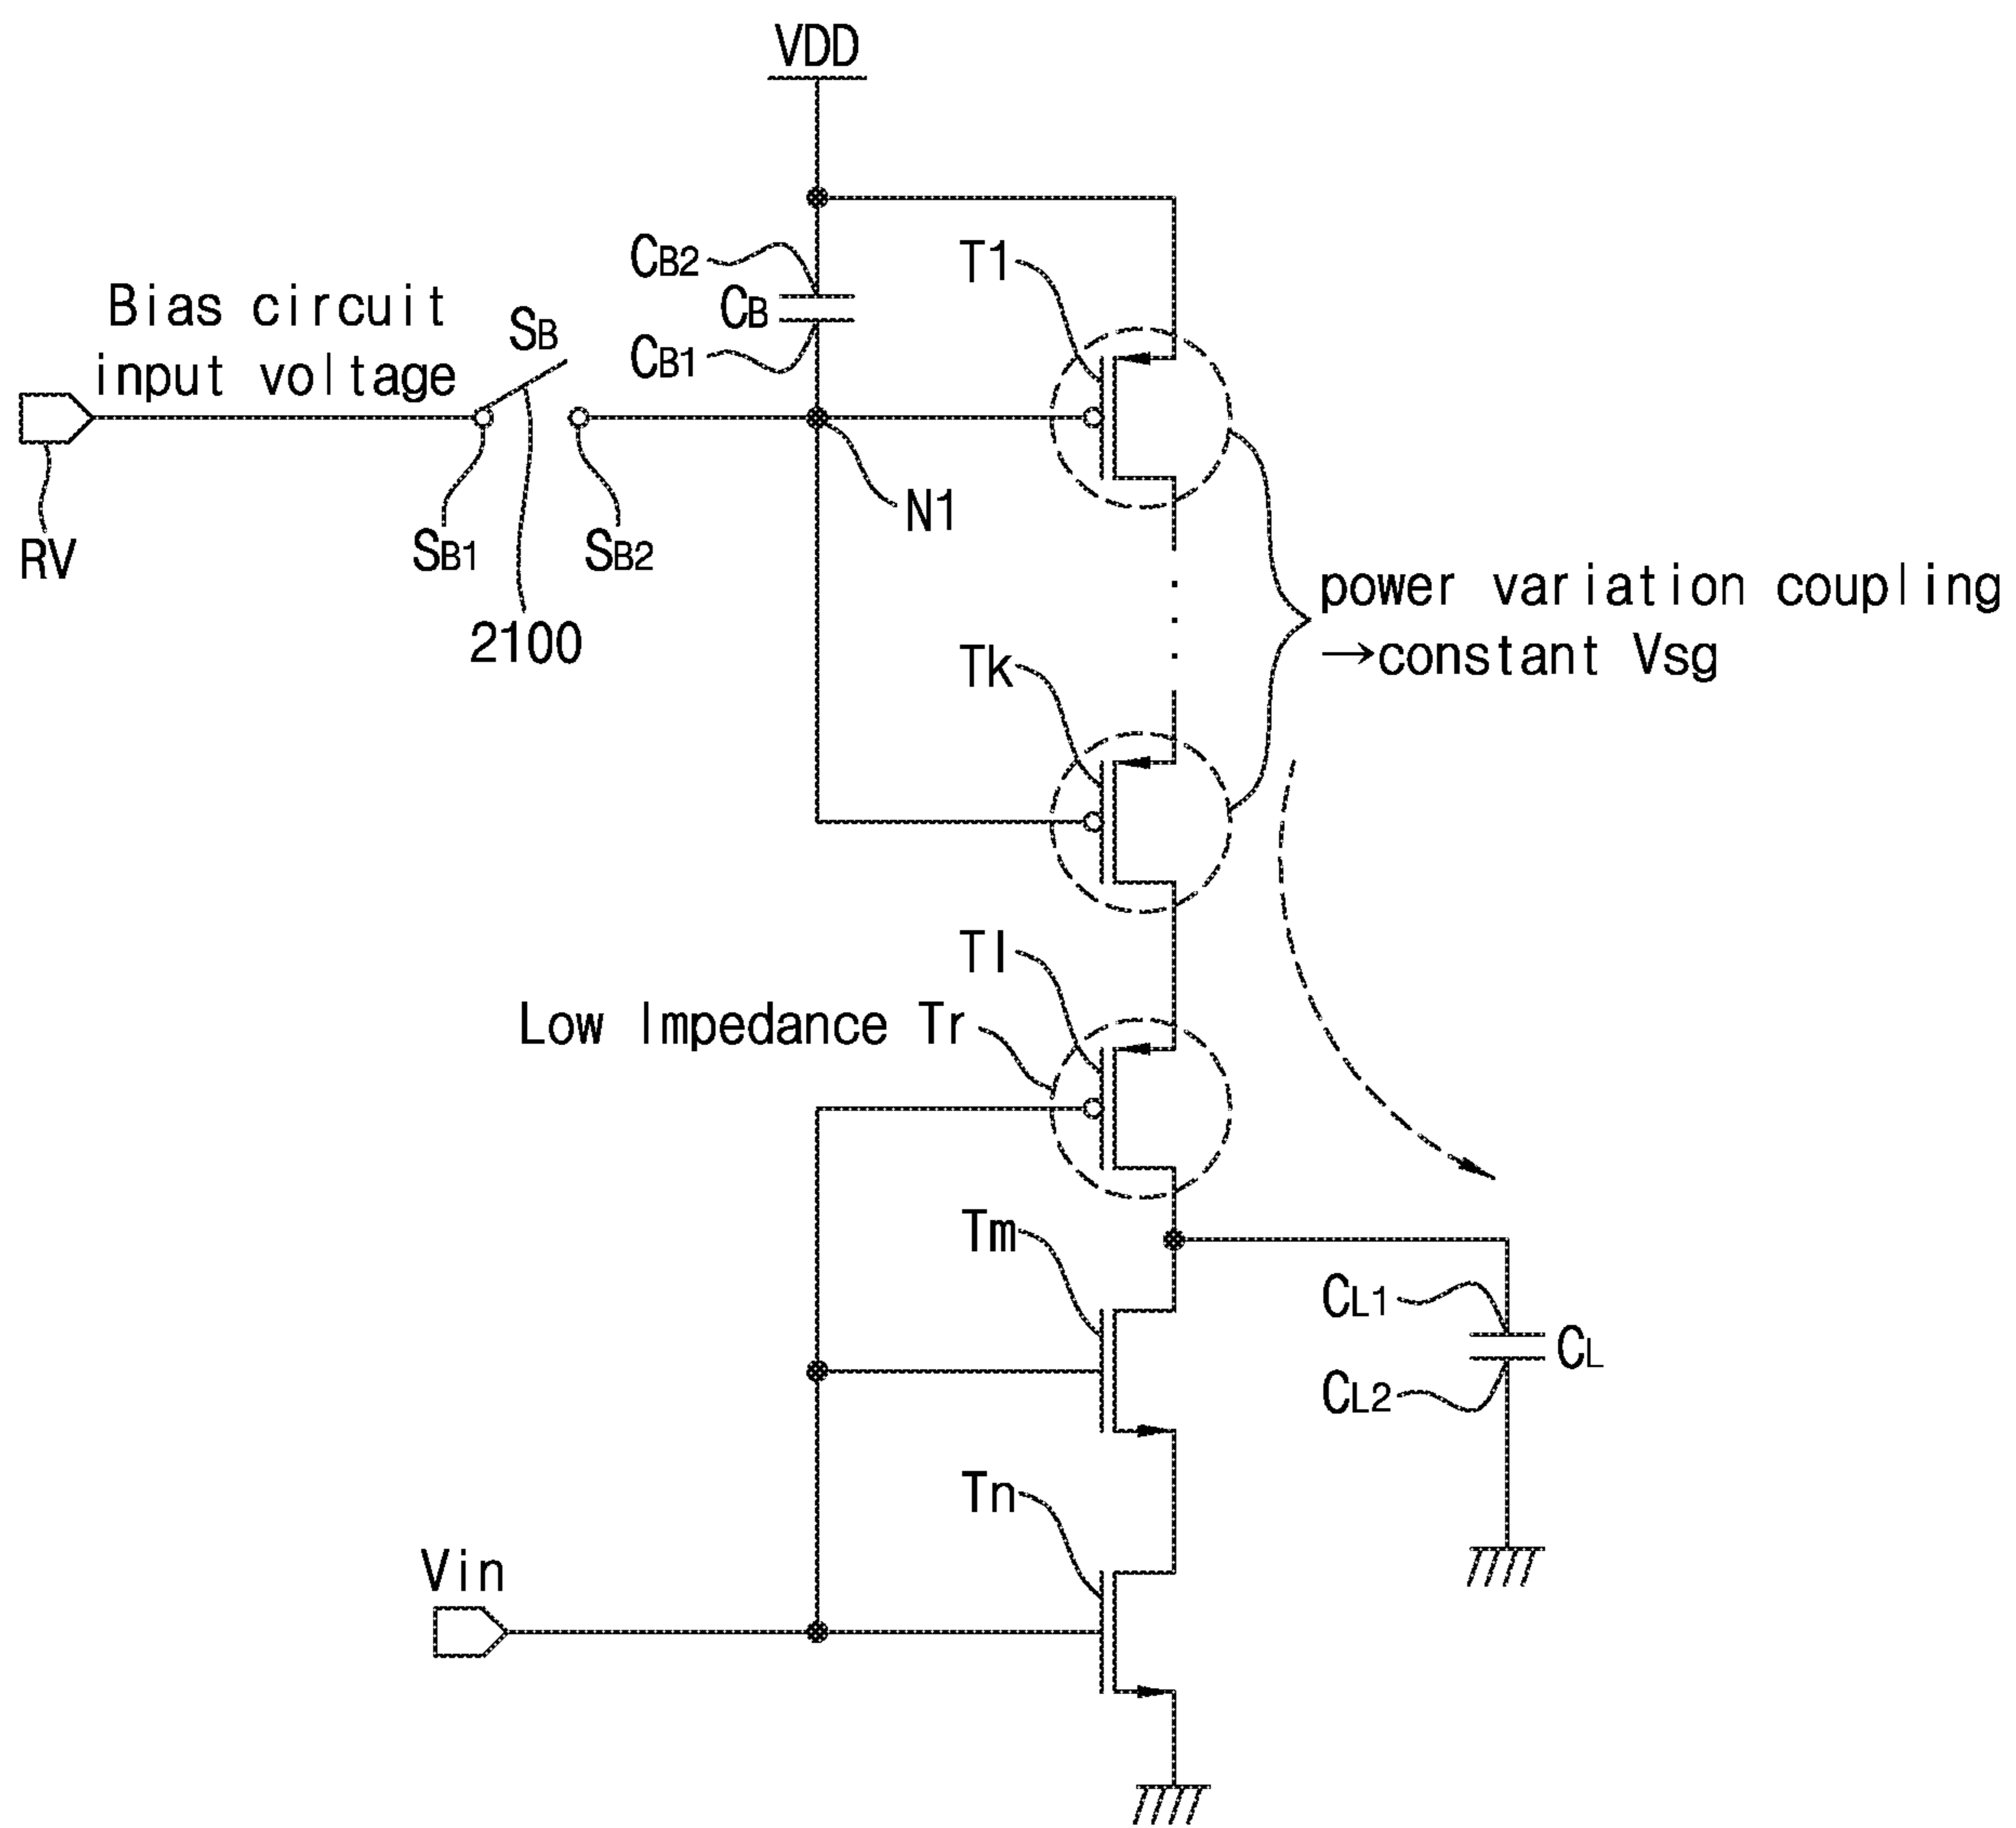 VDD
CB2
T1
Bias circuit
input voltage
SB
CB
CB1
N1
RV
SB1
SB2
2100
power variation coupling
→constant Vsg
Tk
Tl
Low Impedance Tr
Tm
CL1
CL
CL2
Tn
Vin